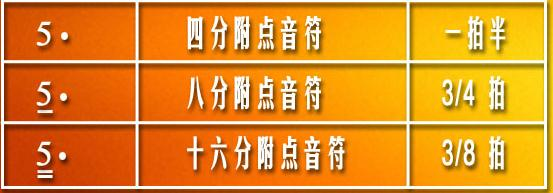 5· 四分附点音符 一拍半
5̲· 八分附点音符 3/4 拍
5̳· 十六分附点音符 3/8 拍